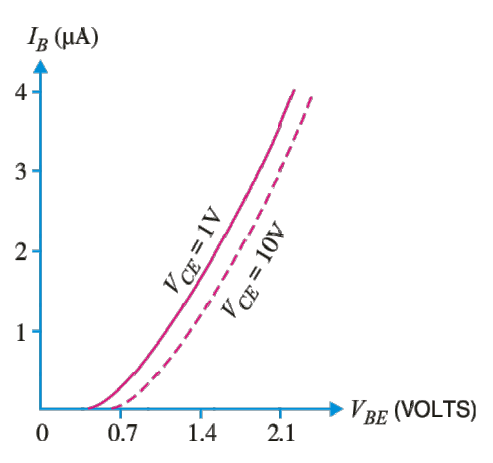 I_B (μA)
4
3
2
1
V_CE = 1V
V_CE = 10V
0 0.7 1.4 2.1
V_BE (VOLTS)